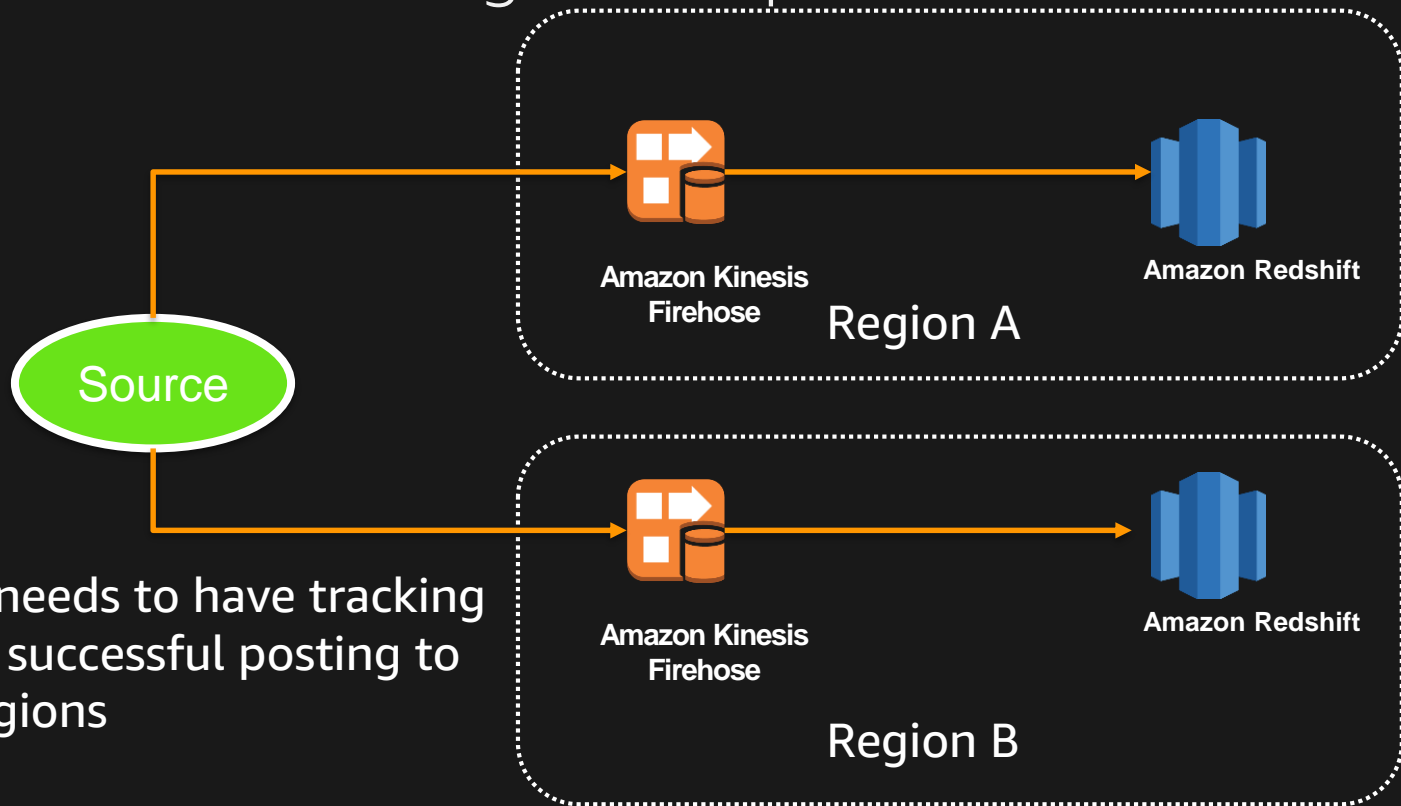 Amazon Kinesis
Firehose
Amazon Redshift
Region A
Source
needs to have tracking
successful posting to
Amazon Kinesis
Firehose
Amazon Redshift
Region B